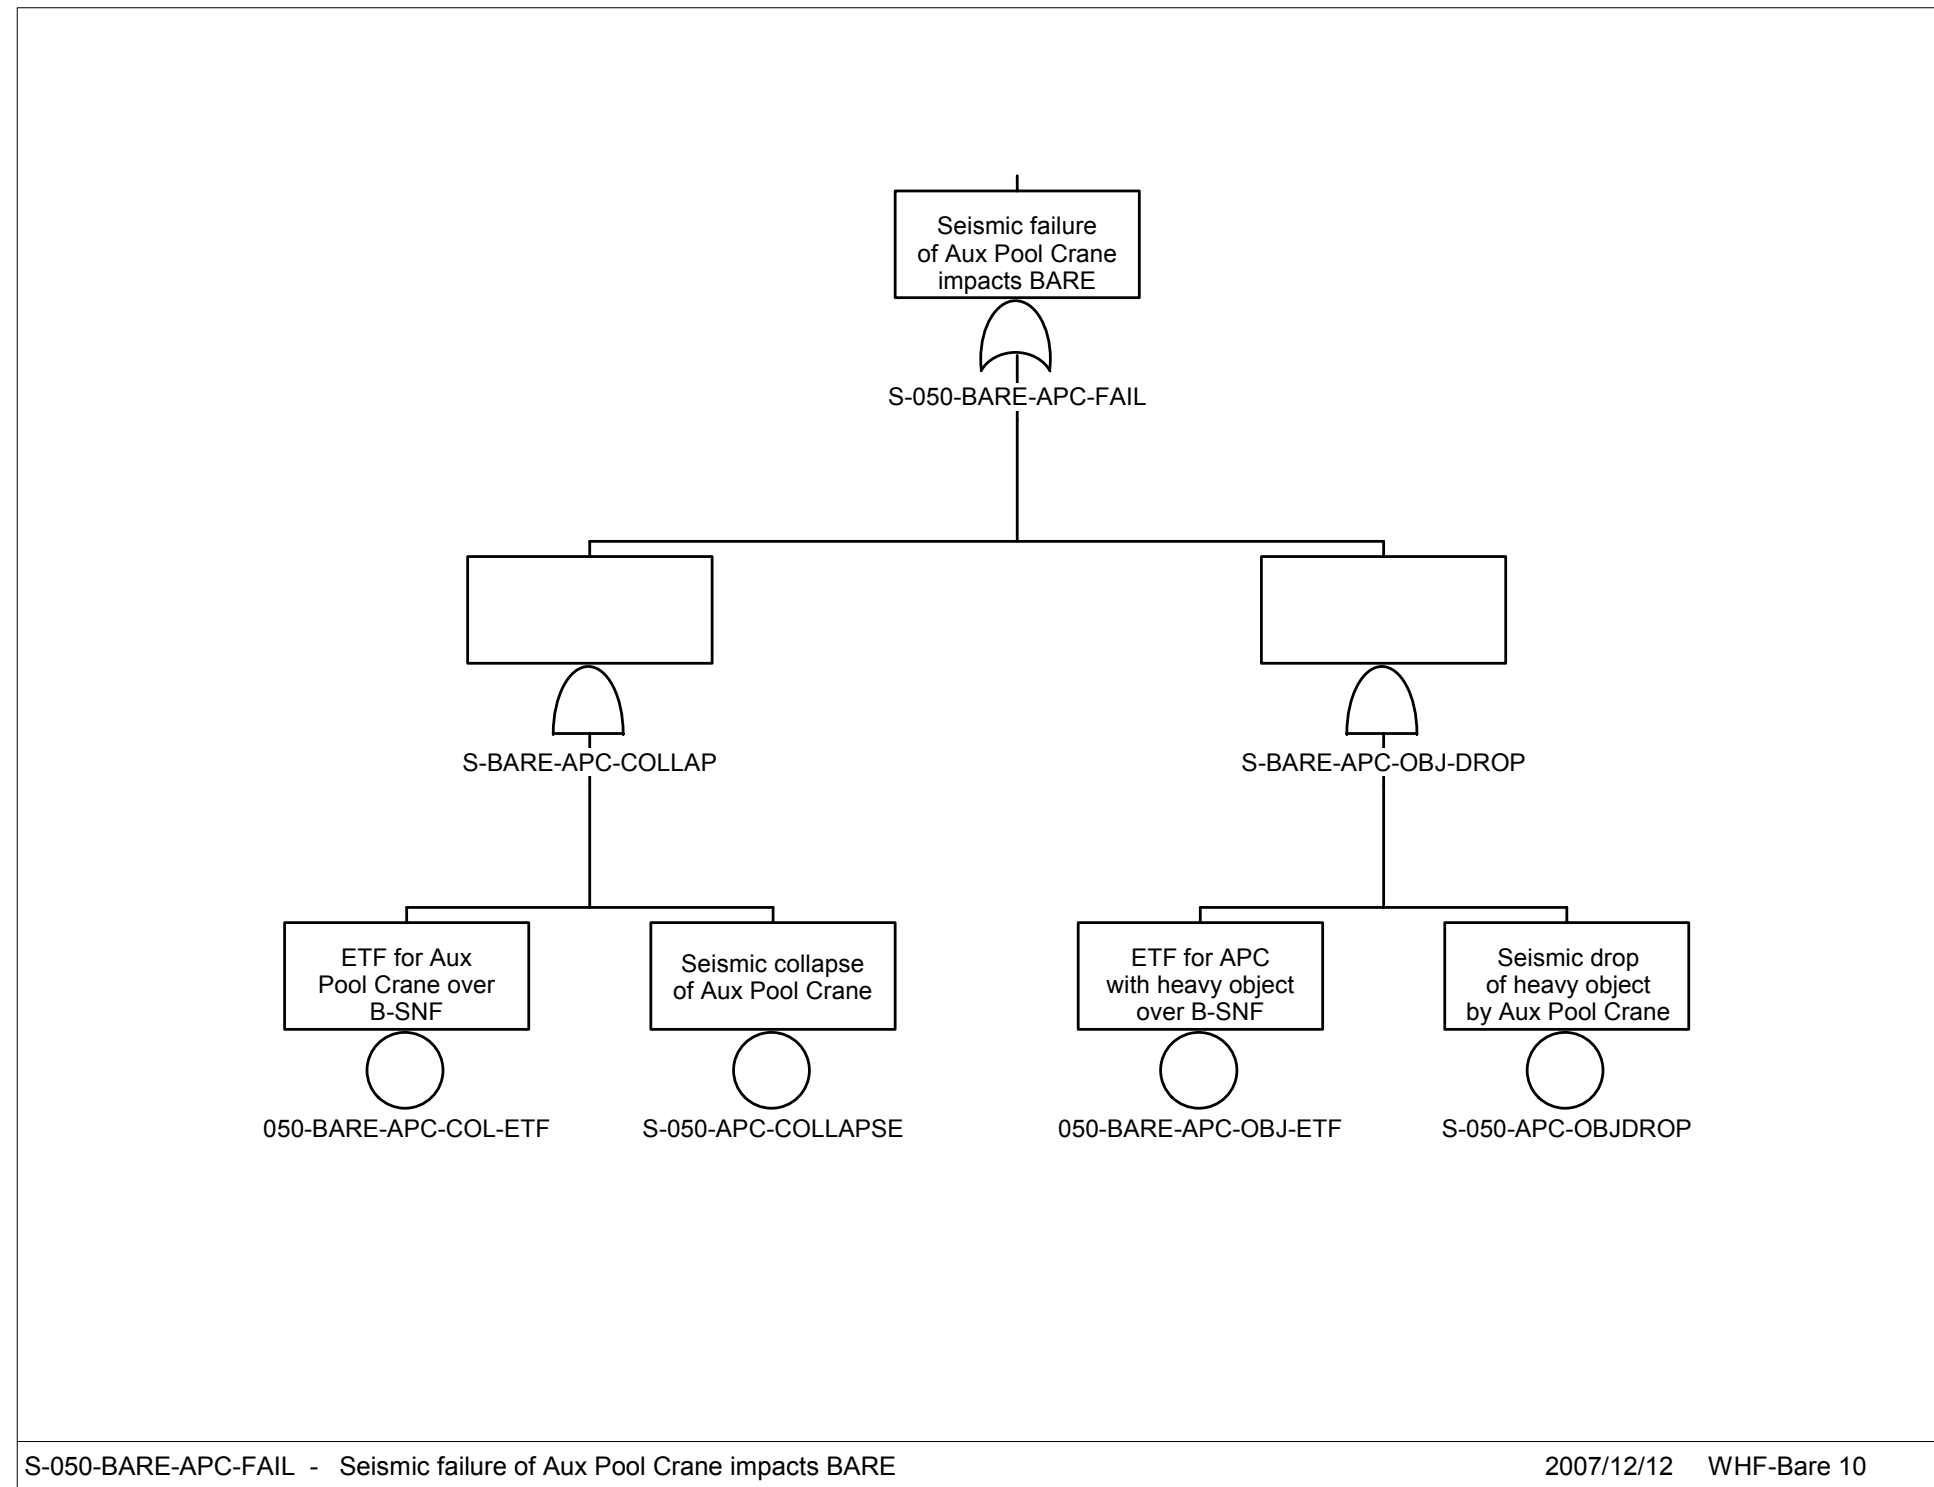 Seismic failure
of Aux Pool Crane
impacts BARE
S-050-BARE-APC-FAIL
S-BARE-APC-COLLAP
S-BARE-APC-OBJ-DROP
ETF for Aux
Pool Crane over
B-SNF
Seismic collapse
of Aux Pool Crane
ETF for APC
with heavy object
over B-SNF
Seismic drop
of heavy object
by Aux Pool Crane
050-BARE-APC-COL-ETF
S-050-APC-COLLAPSE
050-BARE-APC-OBJ-ETF
S-050-APC-OBJDROP
S-050-BARE-APC-FAIL - Seismic failure of Aux Pool Crane impacts BARE
2007/12/12 WHF-Bare 10